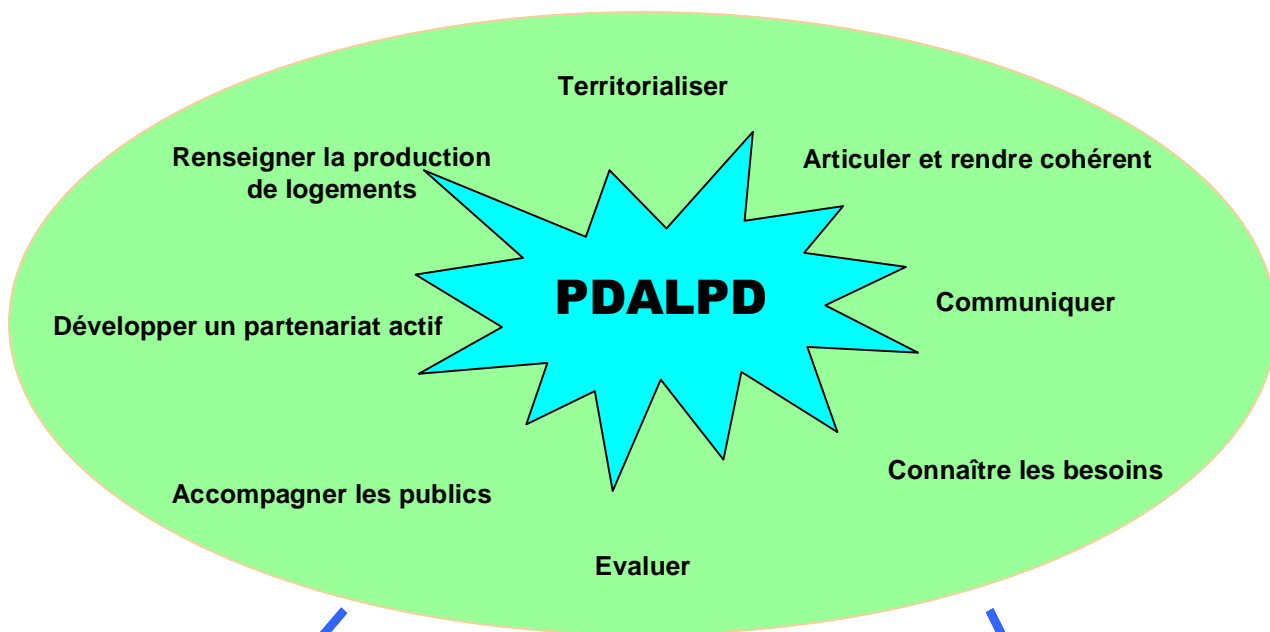 Territorialiser
Renseigner la production
de logements
Articuler et rendre cohérent
PDALPD
Communiquer
Développer un partenariat actif
Connaître les besoins
Accompagner les publics
Evaluer